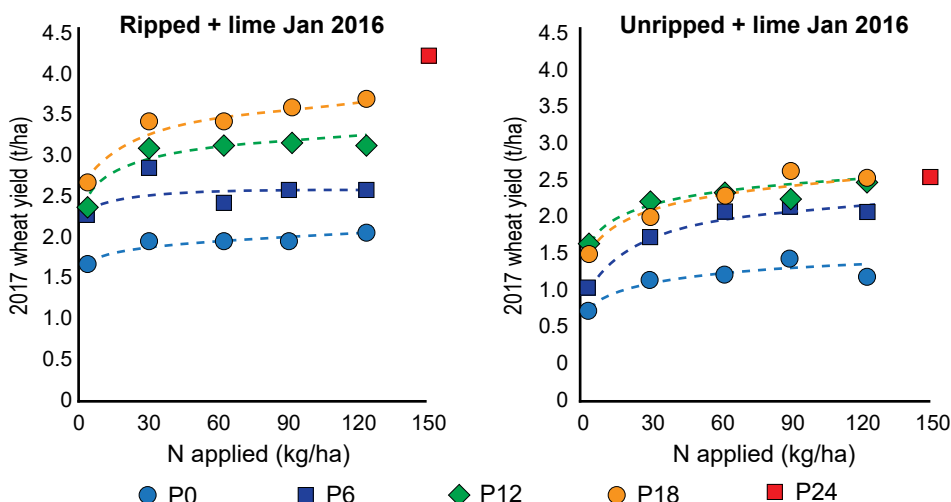 Ripped + lime Jan 2016
2017 wheat yield (t/ha)
4.5
4.0
3.5
3.0
2.5
2.0
1.5
1.0
0.5
0
0 30 60 90 120 150
N applied (kg/ha)
Unripped + lime Jan 2016
2017 wheat yield (t/ha)
4.5
4.0
3.5
3.0
2.5
2.0
1.5
1.0
0.5
0
0
0 30 60 90 120 150
N applied (kg/ha)
P0 P6 P12 P18 P24